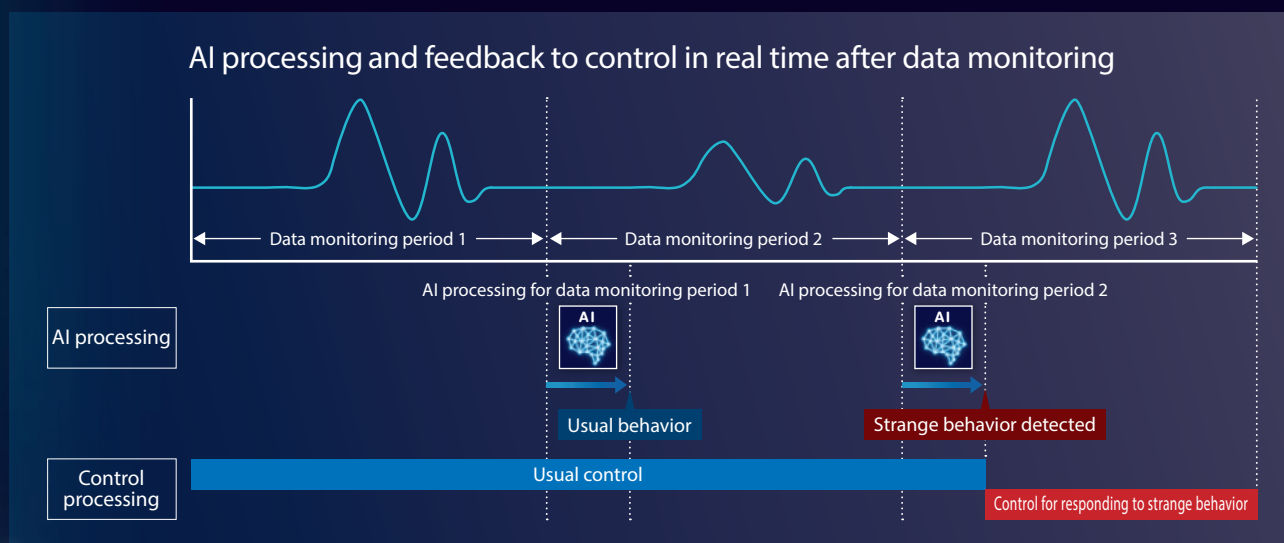 AI processing and feedback to control in real time after data monitoring
Data monitoring period 1
Data monitoring period 2
Data monitoring period 3
AI processing for data monitoring period 1
AI processing for data monitoring period 2
AI processing
AI
AI
Usual behavior
Strange behavior detected
Control
processing
Usual control
Control for responding to strange behavior